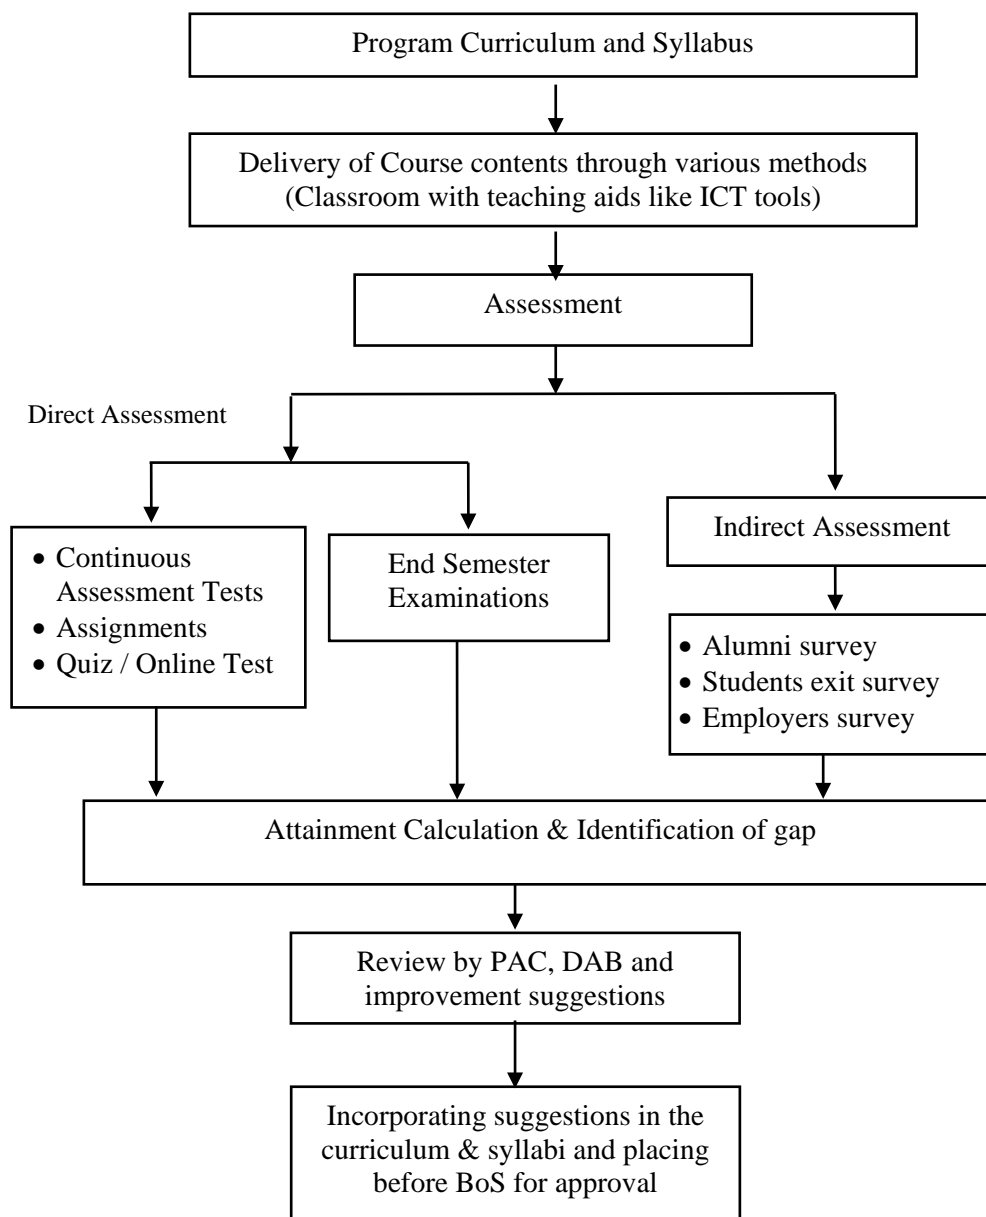 Program Curriculum and Syllabus
Delivery of Course contents through various methods
(Classroom with teaching aids like ICT tools)
Assessment
Direct Assessment
• Continuous
Assessment Tests
• Assignments
• Quiz / Online Test
End Semester
Examinations
Indirect Assessment
• Alumni survey
• Students exit survey
• Employers survey
Attainment Calculation & Identification of gap
Review by PAC, DAB and
improvement suggestions
Incorporating suggestions in the
curriculum & syllabi and placing
before BoS for approval